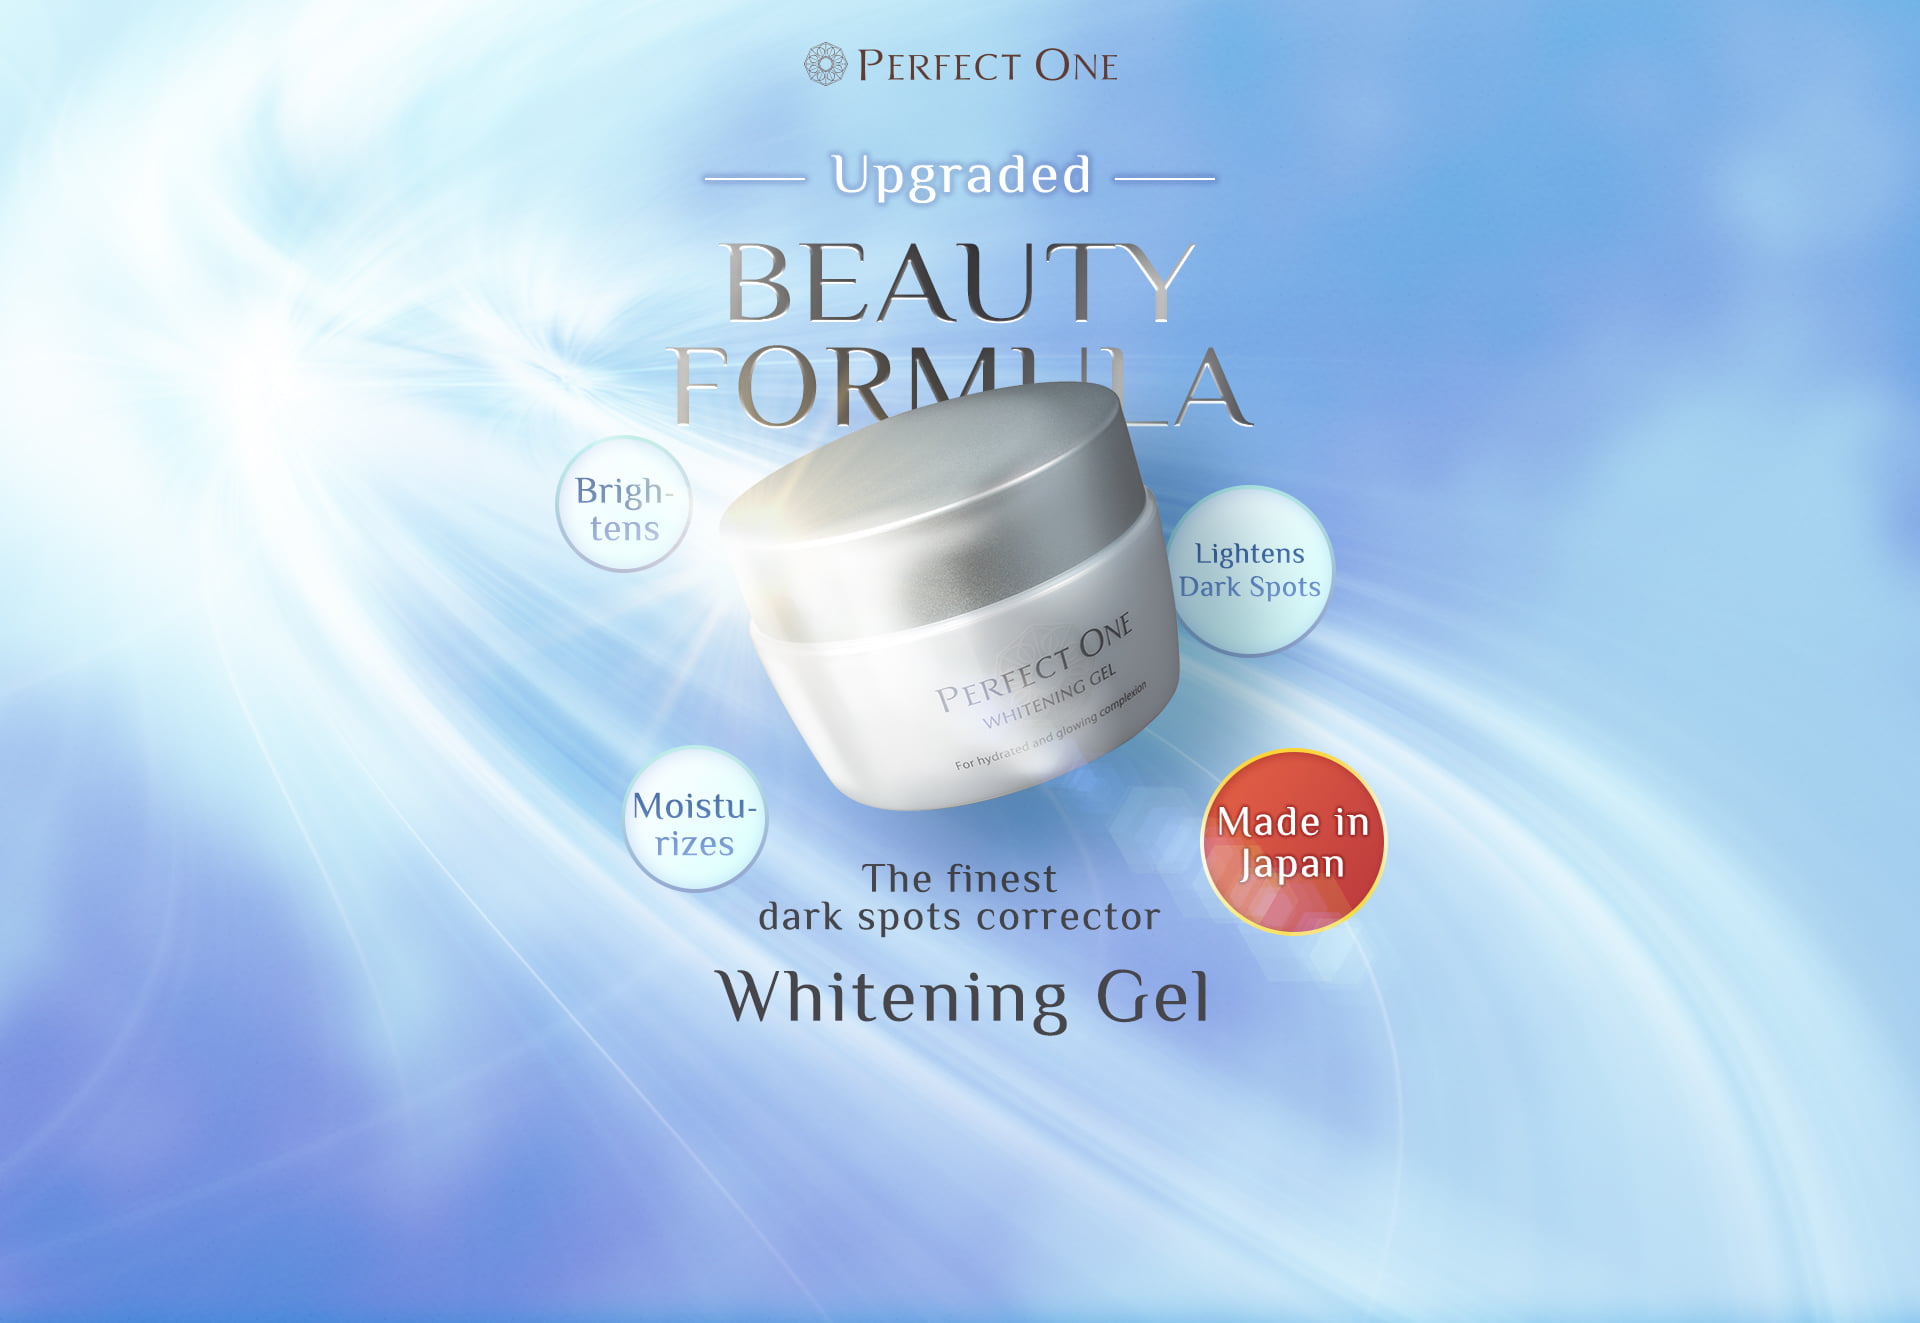 PERFECT ONE
Upgraded
BEAUTY
FORMULA
Brigh-
tens
Lightens
Dark Spots
PERFECT ONE
WHITENING GEL
For hydrated and glowing complexion
Moistu-
rizes
Made in
Japan
The finest
dark spots corrector
Whitening Gel